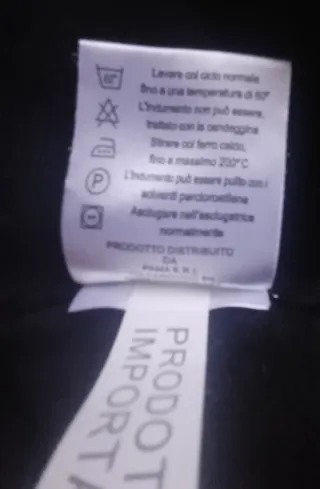 60°
Lavare col ciclo normale
fino a una temperatura di 60°
L'indumento non può essere
trattato con la candeggina
Stirare col ferro caldo,
fino a massimo 200°C
P
L'indumento può essere pulito con i
solventi percloroetilene
Asciugare nell'asciugatrice
normalmente
PRODOTTO DISTRIBUITO
DA
S.R.L
PRODOT
IMPORTA